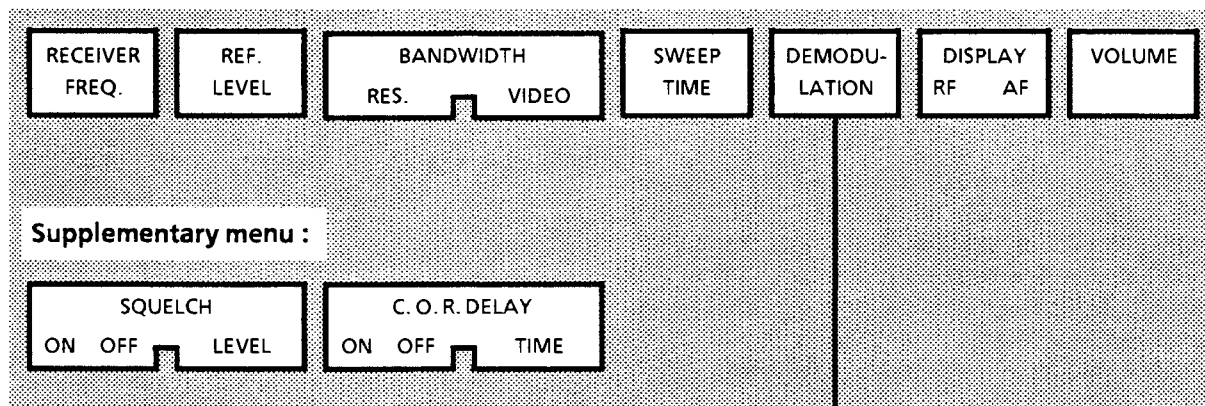 RECEIVER
FREQ.
REF.
LEVEL
BANDWIDTH
RES. VIDEO
SWEEP
TIME
DEMODU-
LATION
DISPLAY
RF AF
VOLUME
Supplementary menu :
SQUELCH
ON OFF LEVEL
C. O. R. DELAY
ON OFF TIME